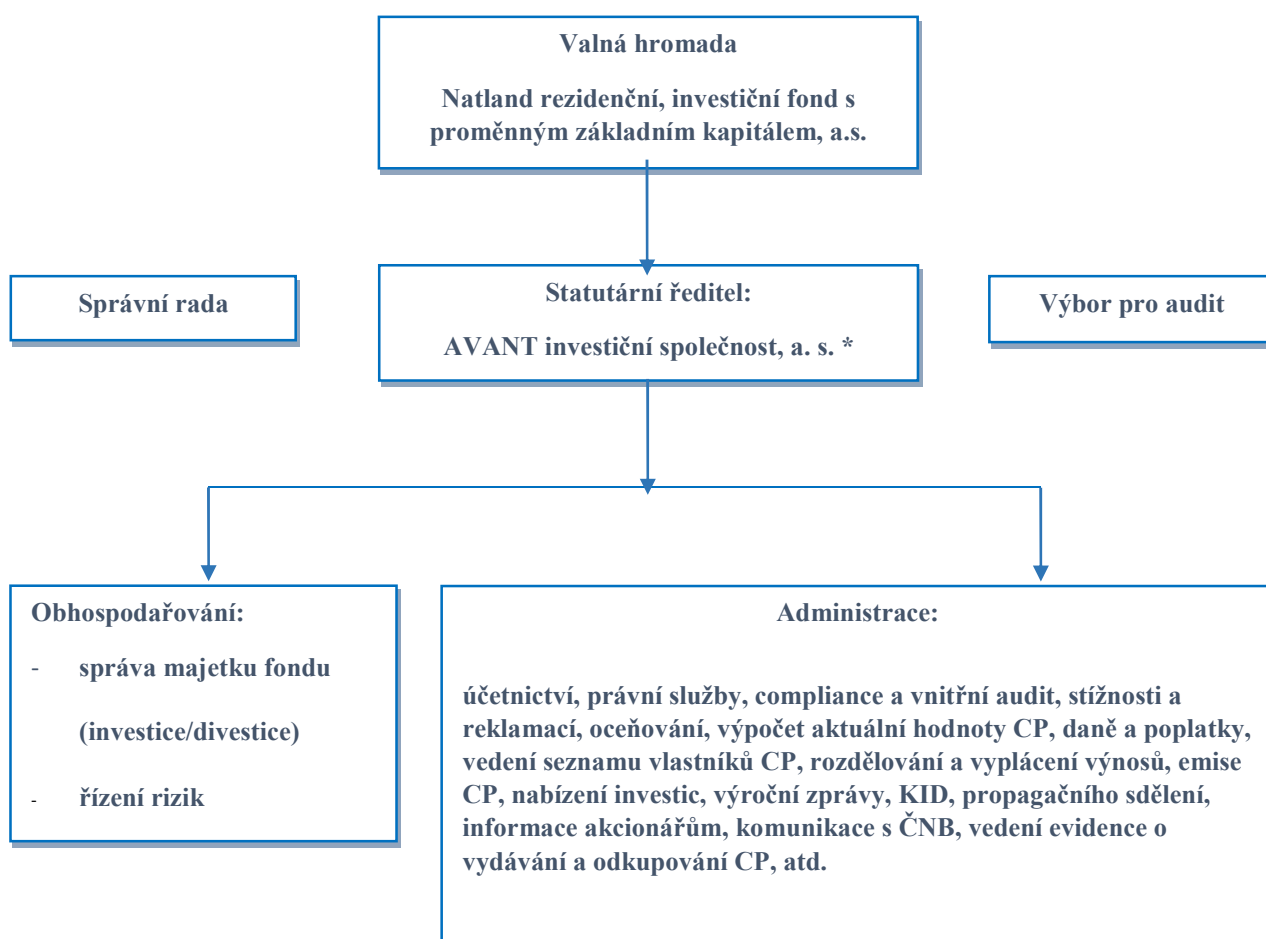 Valná hromada
Natland rezidenční, investiční fond s
proměnným základním kapitálem, a.s.
Správní rada
Statutární ředitel:
AVANT investiční společnost, a. s. *
Výbor pro audit
Obhospodařování:
- správa majetku fondu
(investice/divestice)
- řízení rizik
Administrace:
účetnictví, právní služby, compliance a vnitřní audit, stížnosti a
reklamací, oceňování, výpočet aktuální hodnoty CP, daně a poplatky,
vedení seznamu vlastníků CP, rozdělování a vyplácení výnosů, emise
CP, nabízení investic, výroční zprávy, KID, propagačního sdělení,
informace akcionářům, komunikace s ČNB, vedení evidence o
vydávání a odkupování CP, atd.